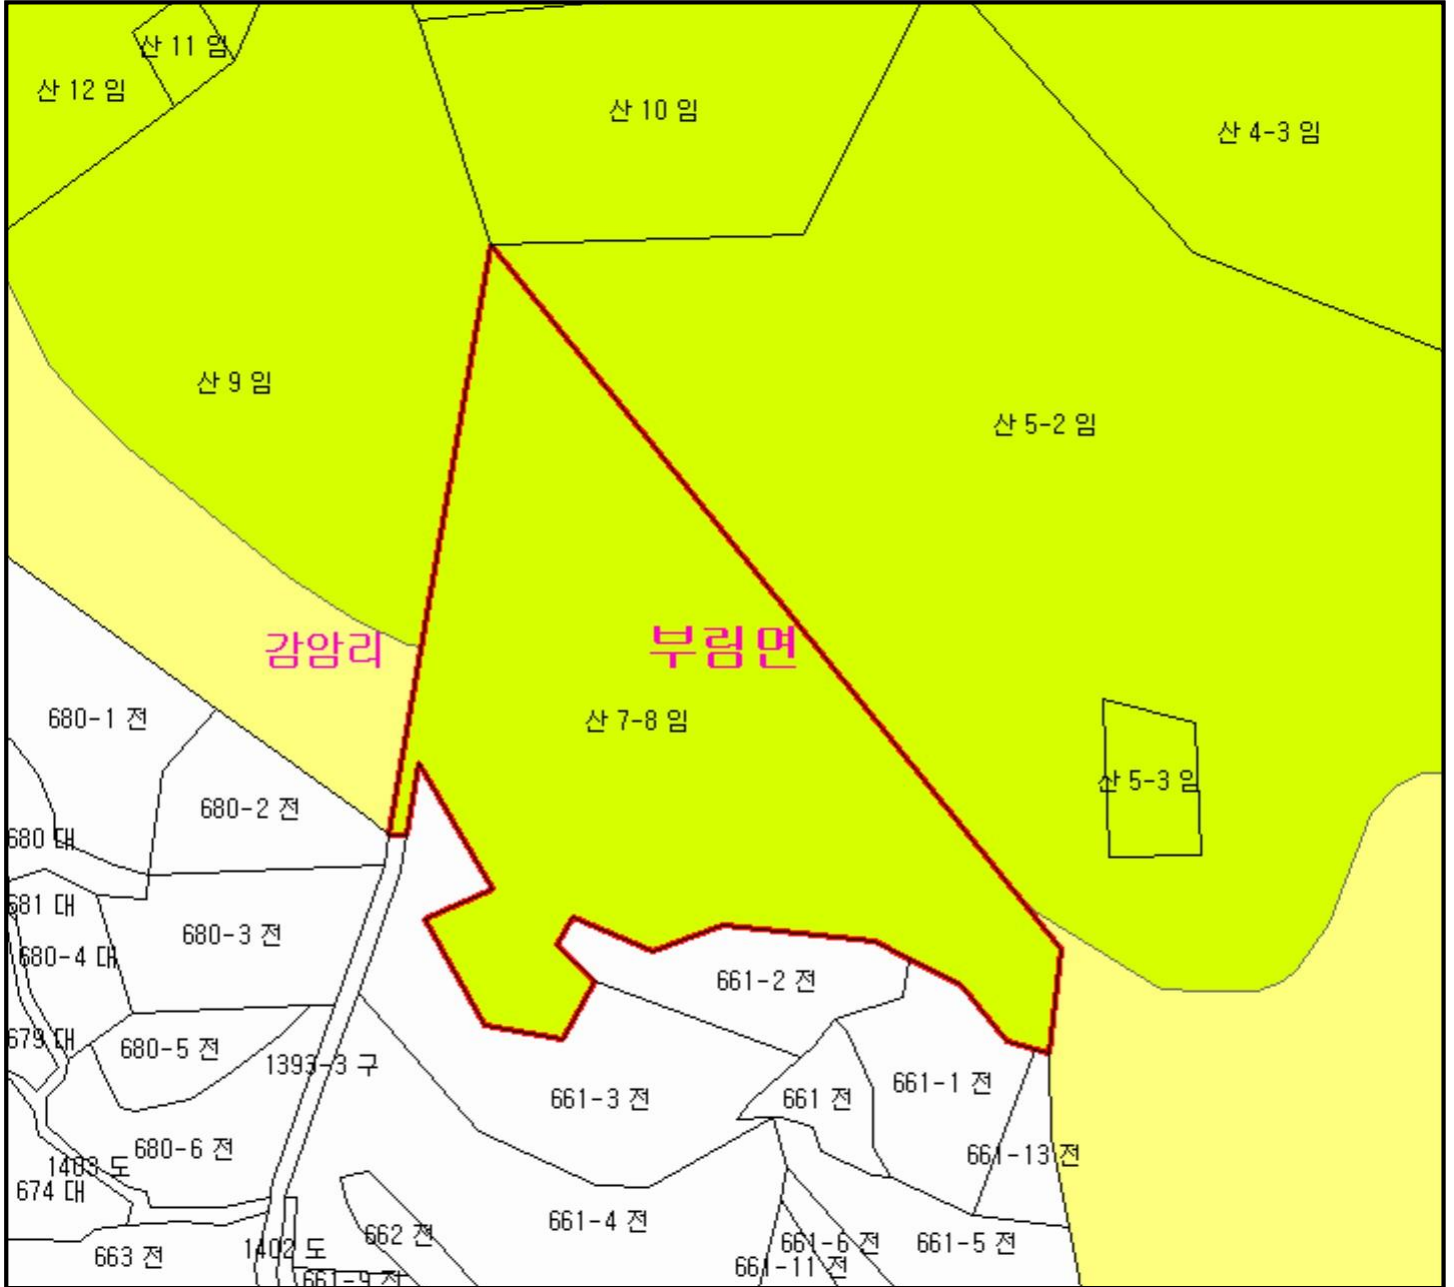 산 11 임
산 12 임
산 10 임
산 4-3 임
산 9 임
산 5-2 임
감암리
부림면
680-1 전
산 7-8 임
산 5-3 임
680-2 전
680 대
681 대
680-3 전
680-4 대
661-2 전
679 대
680-5 전
1393-3 구
661-3 전
661 전
661-1 전
680-6 전
661-13 전
1403 도
674 대
661-4 전
662 전
663 전
1402 도
661-6 전
661-5 전
661-11 전
661-9 전